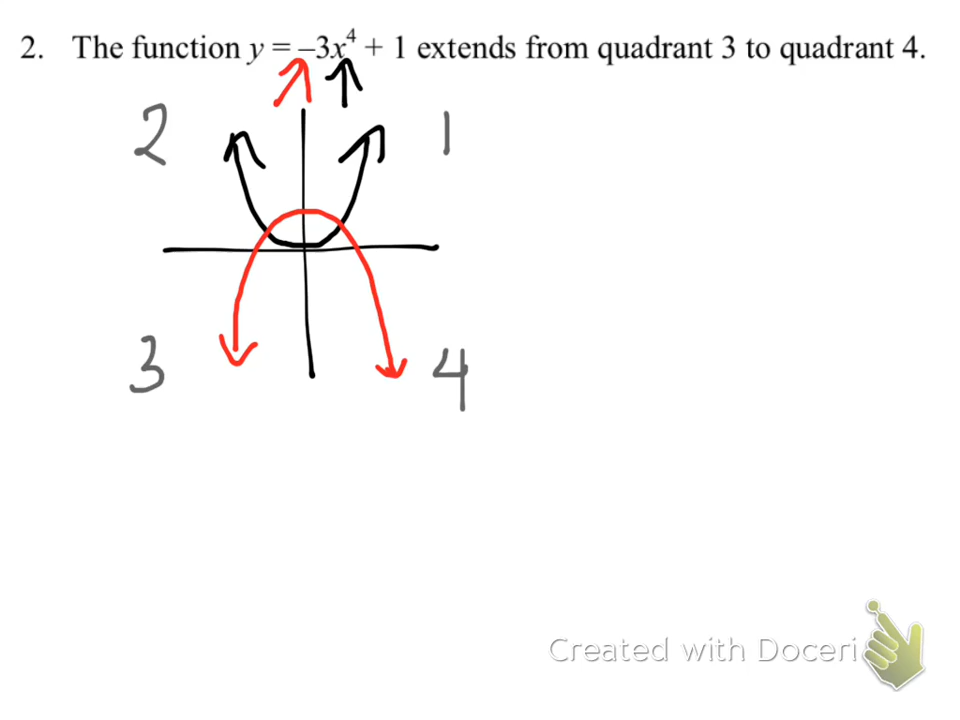 2. The function y = –3x⁴ + 1 extends from quadrant 3 to quadrant 4.
2 1
3 4
Created with Doceri